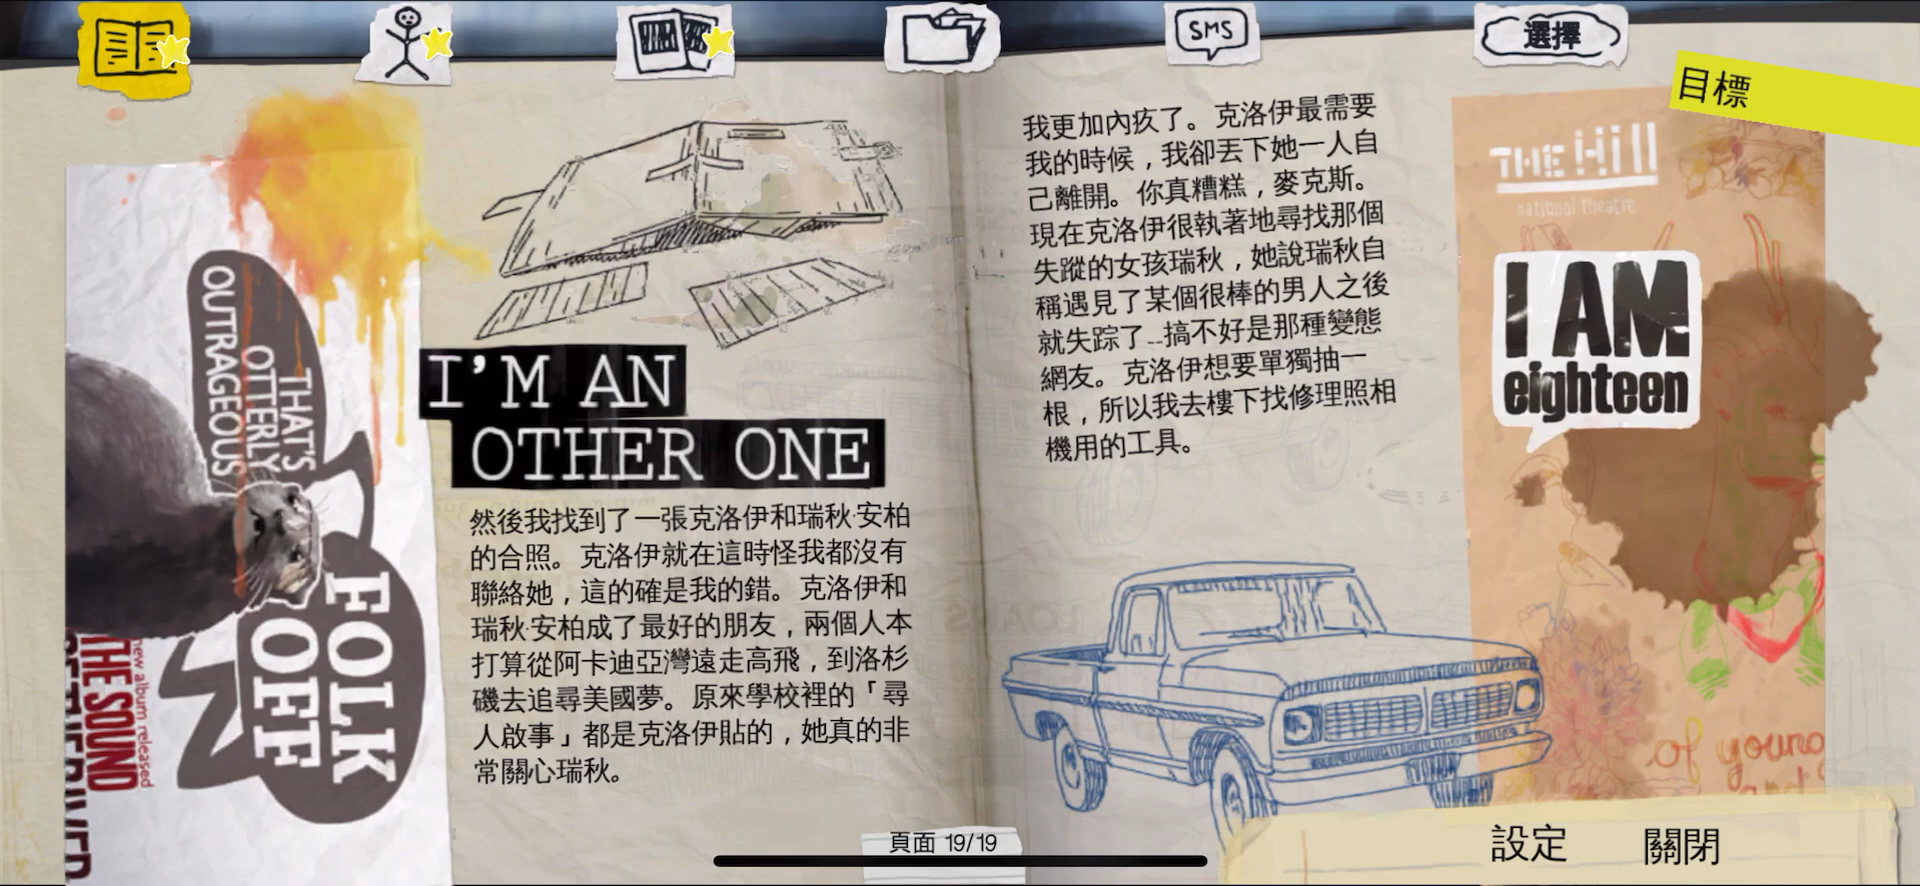 SMS
選擇
目標
THAT'S
OTTERLY
OUTRAGEOUS!
FOLK
OFF
new album released
THE SOUND
I'M AN
OTHER ONE
然後我找到了一張克洛伊和瑞秋·安柏
的合照。克洛伊就在這時怪我都沒有
聯絡她，這的確是我的錯。克洛伊和
瑞秋·安柏成了最好的朋友，兩個人本
打算從阿卡迪亞灣遠走高飛，到洛杉
磯去追尋美國夢。原來學校裡的「尋
人啟事」都是克洛伊貼的，她真的非
常關心瑞秋。
我更加內疚了。克洛伊最需要
我的時候，我卻丟下她一人自
己離開。你真糟糕，麥克斯。
現在克洛伊很執著地尋找那個
失蹤的女孩瑞秋，她說瑞秋自
稱遇見了某個很棒的男人之後
就失踪了--搞不好是那種變態
網友。克洛伊想要單獨抽一
根，所以我去樓下找修理照相
機用的工具。
THE Hill
national theatre
I AM
eighteen
of young
and
頁面 19/19
設定
關閉